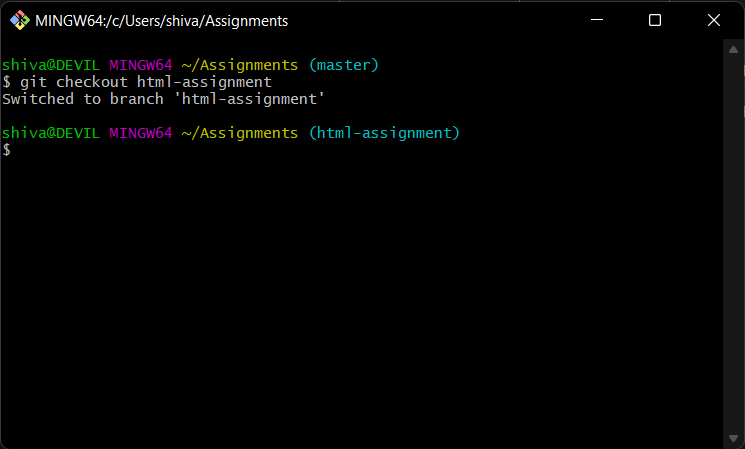 MINGW64:/c/Users/shiva/Assignments
shiva@DEVIL MINGW64 ~/Assignments (master)
$ git checkout html-assignment
Switched to branch 'html-assignment'
shiva@DEVIL MINGW64 ~/Assignments (html-assignment)
$